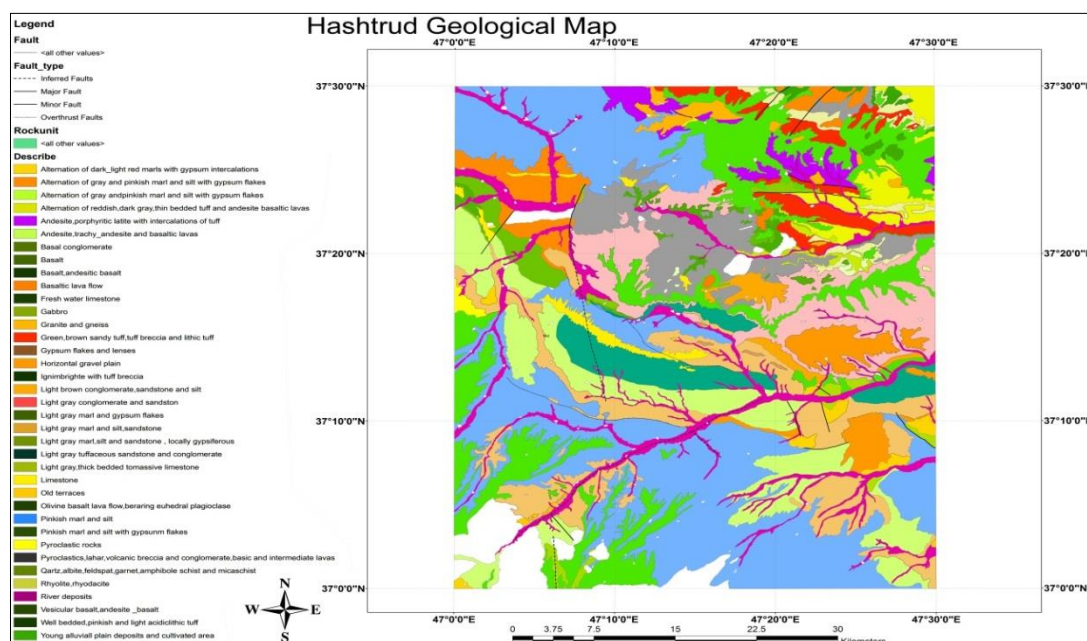 Hashtrud Geological Map
Legend
Fault
<all other values>
Fault_type
Inferred Faults
Major Fault
Minor Fault
Overthrust Faults
Rockunit
<all other values>
Describe
Alternation of dark_light red marls with gypsum intercalations
Alternation of gray and pinkish marl and silt with gypsum flakes
Alternation of gray andpinkish marl and silt with gypsum flakes
Alternation of reddish,dark gray,thin bedded tuff and andesite basaltic lavas
Andesite,porphyritic latite with intercalations of tuff
Andesite,trachy_andesite and basaltic lavas
Basal conglomerate
Basalt
Basalt,andesitic basalt
Basaltic lava flow
Fresh water limestone
Gabbro
Granite and gneiss
Green,brown sandy tuff,tuff breccia and lithic tuff
Gypsum flakes and lenses
Horizontal gravel plain
Ignimbrighte with tuff breccia
Light brown conglomerate,sandstone and silt
Light gray conglomerate and sandston
Light gray marl and gypsum flakes
Light gray marl and silt,sandstone
Light gray marl,silt and sandstone , locally gypsiferous
Light gray tuffaceous sandstone and conglomerate
Light gray,thick bedded tomassive limestone
Limestone
Old terraces
Olivine basalt lava flow,beraring euhedral plagioclase
Pinkish marl and silt
Pinkish marl and silt with gypsunm flakes
Pyroclastic rocks
Pyroclastics,lahar,volcanic breccia and conglomerate,basic and intermediate lavas
Qartz,albite,feldspat,garnet,amphibole schist and micaschist
Rhyolite,rhyodacite
River deposits
Vesicular basalt,andesite _basalt
Well bedded,pinkish and light acidiclithic tuff
Young alluviall plain deposits and cultivated area
47°0'0"E 47°10'0"E 47°20'0"E 47°30'0"E
37°30'0"N 37°30'0"N
37°20'0"N 37°20'0"N
37°10'0"N 37°10'0"N
37°0'0"N 37°0'0"N
47°0'0"E 47°10'0"E 47°20'0"E 47°30'0"E
N
W E
S
0 3.75 7.5 15 22.5 30
Kilometers